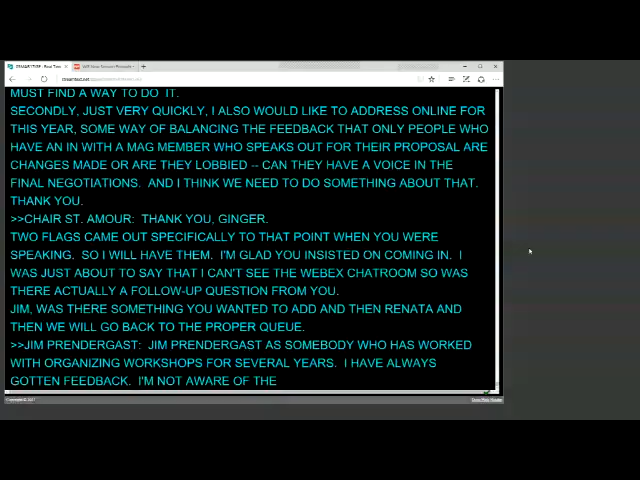 MUST FIND A WAY TO DO IT.
SECONDLY, JUST VERY QUICKLY, I ALSO WOULD LIKE TO ADDRESS ONLINE FOR
THIS YEAR, SOME WAY OF BALANCING THE FEEDBACK THAT ONLY PEOPLE WHO
HAVE AN IN WITH A MAG MEMBER WHO SPEAKS OUT FOR THEIR PROPOSAL ARE
CHANGES MADE OR ARE THEY LOBBIED -- CAN THEY HAVE A VOICE IN THE
FINAL NEGOTIATIONS. AND I THINK WE NEED TO DO SOMETHING ABOUT THAT.
THANK YOU.
>>CHAIR ST. AMOUR: THANK YOU, GINGER.
TWO FLAGS CAME OUT SPECIFICALLY TO THAT POINT WHEN YOU WERE
SPEAKING. SO I WILL HAVE THEM. I'M GLAD YOU INSISTED ON COMING IN. I
WAS JUST ABOUT TO SAY THAT I CAN'T SEE THE WEBEX CHATROOM SO WAS
THERE ACTUALLY A FOLLOW-UP QUESTION FROM YOU.
JIM, WAS THERE SOMETHING YOU WANTED TO ADD AND THEN RENATA AND
THEN WE WILL GO BACK TO THE PROPER QUEUE.
>>JIM PRENDERGAST: JIM PRENDERGAST AS SOMEBODY WHO HAS WORKED
WITH ORGANIZING WORKSHOPS FOR SEVERAL YEARS. I HAVE ALWAYS
GOTTEN FEEDBACK. I'M NOT AWARE OF THE